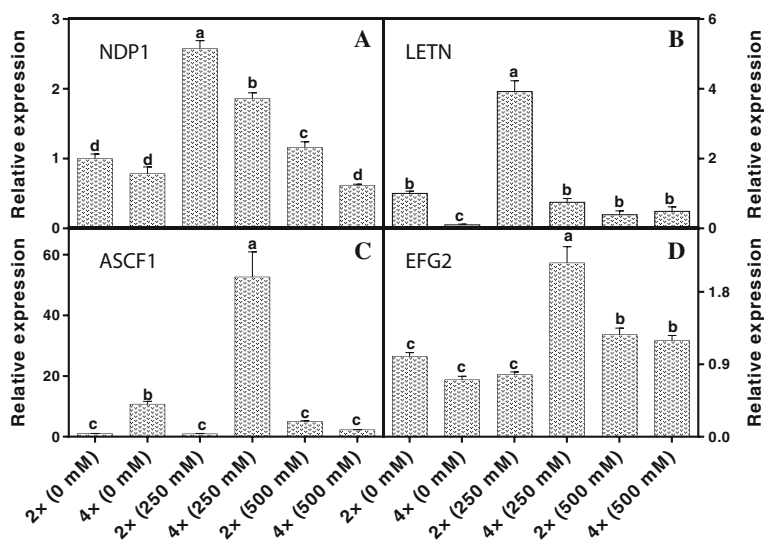 3
2
1
0
Relative expression
NDP1
A
a
b
c
d
d
d
LETN
B
a
b
c
b
b
b
6
4
2
0
Relative expression
60
40
20
0
Relative expression
ASCF1
C
a
b
c
c
c
c
EFG2
D
a
c
c
c
b
b
1.8
0.9
0.0
Relative expression
2× (0 mM)
4× (0 mM)
2× (250 mM)
4× (250 mM)
2× (500 mM)
4× (500 mM)
2× (0 mM)
4× (0 mM)
2× (250 mM)
4× (250 mM)
2× (500 mM)
4× (500 mM)